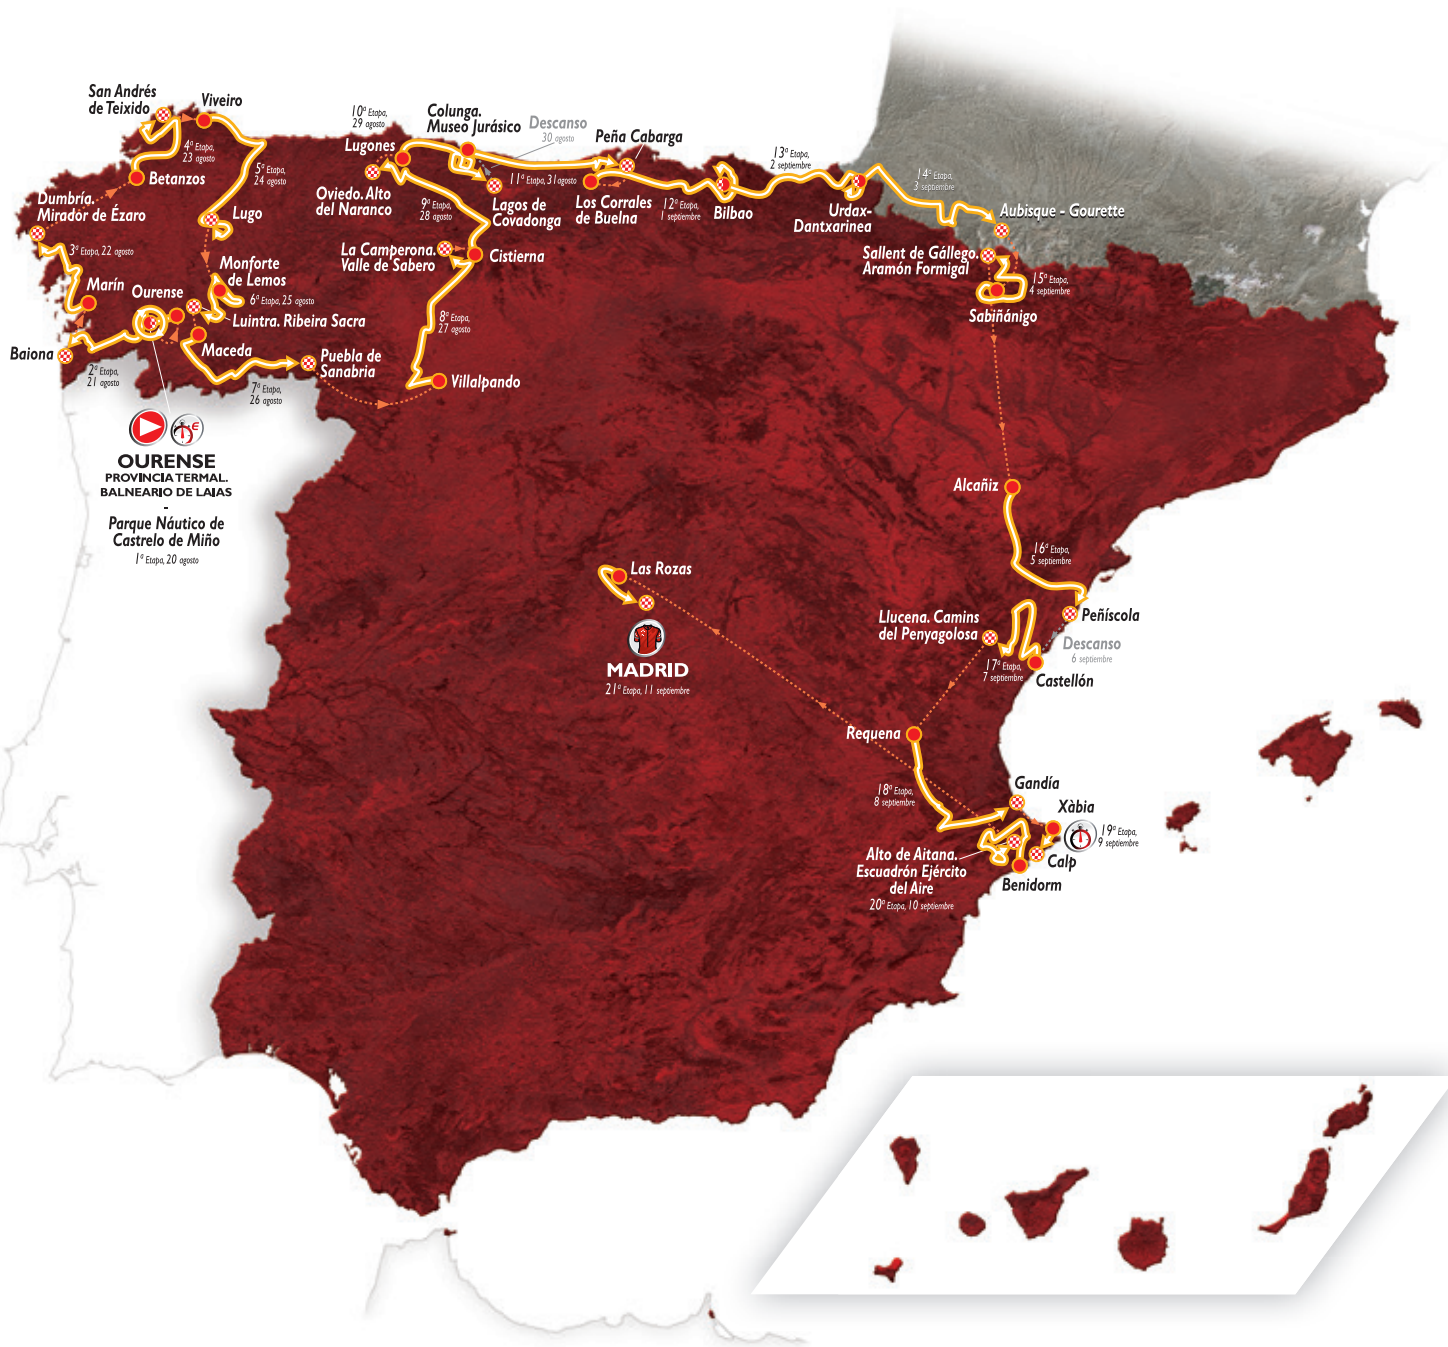 San Andrés
de Teixido
Viveiro
4ª Etapa,
23 agosto
Betanzos
5ª Etapa,
24 agosto
Dumbría.
Mirador de Ézaro
Lugo
3ª Etapa, 22 agosto
Marín
Monforte
de Lemos
6ª Etapa, 25 agosto
Ourense
Luintra. Ribeira Sacra
Baiona
2ª Etapa,
21 agosto
Maceda
7ª Etapa,
26 agosto
Puebla de
Sanabria
Villalpando
8ª Etapa,
27 agosto
OURENSE
PROVINCIA TERMAL.
BALNEARIO DE LAIAS
-
Parque Náutico de
Castrelo de Miño
1ª Etapa, 20 agosto
10ª Etapa,
29 agosto
Lugones
Colunga.
Museo Jurásico
Descanso
30 agosto
Oviedo. Alto
del Naranco
9ª Etapa,
28 agosto
La Camperona.
Valle de Sabero
Cistierna
11ª Etapa, 31 agosto
Lagos de
Covadonga
Peña Cabarga
Los Corrales
de Buelna
12ª Etapa,
1 septiembre
Bilbao
13ª Etapa,
2 septiembre
Urdax-
Dantxarinea
14ª Etapa,
3 septiembre
Aubisque - Gourette
Sallent de Gállego.
Aramón Formigal
15ª Etapa,
4 septiembre
Sabiñánigo
Alcañiz
16ª Etapa,
5 septiembre
Peñíscola
Descanso
6 septiembre
Llucena. Camins
del Penyagolosa
17ª Etapa,
7 septiembre
Castellón
Las Rozas
MADRID
21ª Etapa, 11 septiembre
Requena
18ª Etapa,
8 septiembre
Gandía
Xàbia
19ª Etapa,
9 septiembre
Calp
Alto de Aitana.
Escuadrón Ejército
del Aire
20ª Etapa, 10 septiembre
Benidorm